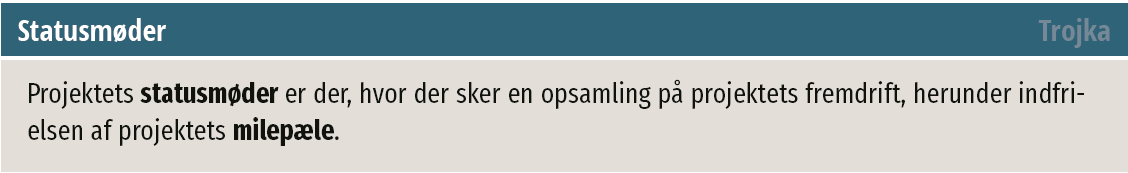 Statusmøder Trojka
Projektets statusmøder er der, hvor der sker en opsamling på projektets fremdrift, herunder indfri-
elsen af projektets milepæle.